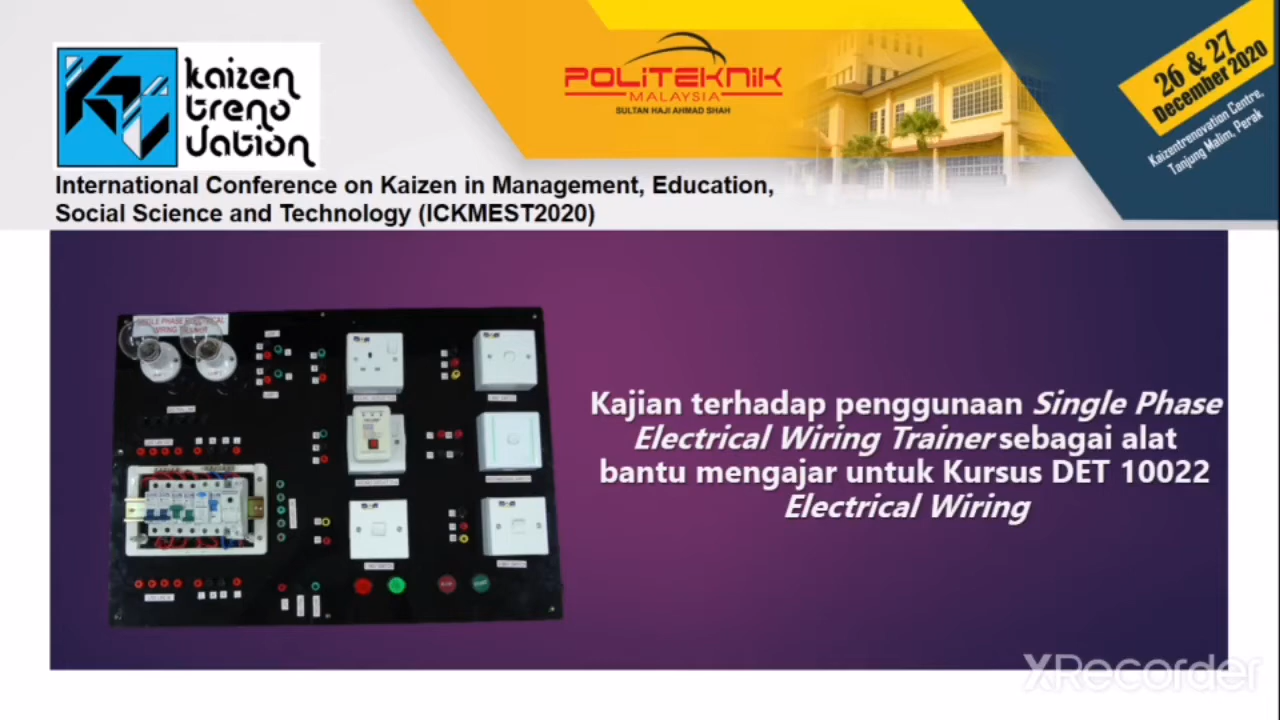 kaizen
treno
vation
POLITEKNIK
MALAYSIA
SULTAN HAJI AHMAD SHAH
26 & 27
December 2020
Kaizentrenovation Centre,
Tanjung Malim, Perak
International Conference on Kaizen in Management, Education,
Social Science and Technology (ICKMEST2020)
SINGLE PHASE ELECTRICAL
WIRING TRAINER
Kajian terhadap penggunaan Single Phase
Electrical Wiring Trainer sebagai alat
bantu mengajar untuk Kursus DET 10022
Electrical Wiring
XRecorder